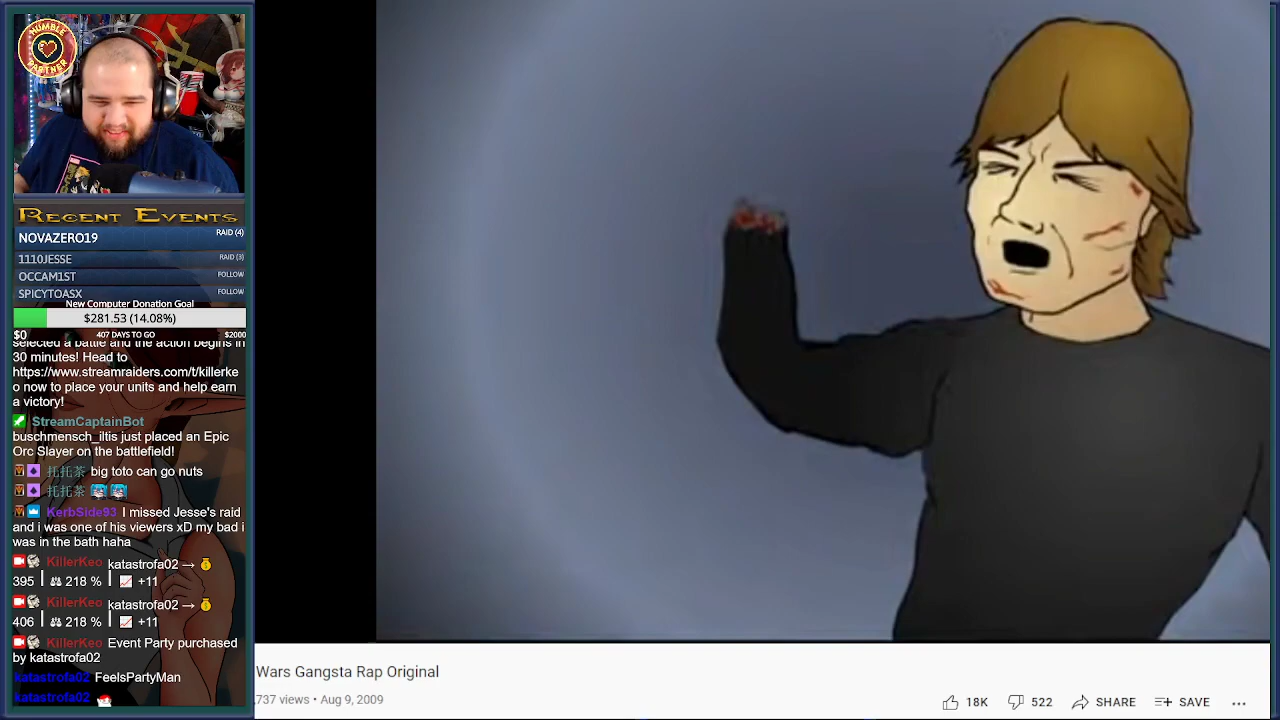 HUMBLE
PARTNER
RECENT EVENTS
NOVAZERO19 RAID (4)
1110JESSE RAID (3)
OCCAM1ST FOLLOW
SPICYTOASX FOLLOW
New Computer Donation Goal
$281.53 (14.08%)
$0 407 DAYS TO GO $2000
selected a battle and the action begins in
30 minutes! Head to
https://www.streamraiders.com/t/killerke
o now to place your units and help earn
a victory!
StreamCaptainBot
buschmensch_iltis just placed an Epic
Orc Slayer on the battlefield!
托托茶 big toto can go nuts
托托茶
KerbSide93 I missed Jesse's raid
and i was one of his viewers xD my bad i
was in the bath haha
KillerKeo katastrofa02 →
395 | 218 % | +11
KillerKeo katastrofa02 →
406 | 218 % | +11
KillerKeo Event Party purchased
by katastrofa02
katastrofa02 FeelsPartyMan
katastrofa02
Wars Gangsta Rap Original
,737 views • Aug 9, 2009
18K 522 SHARE SAVE